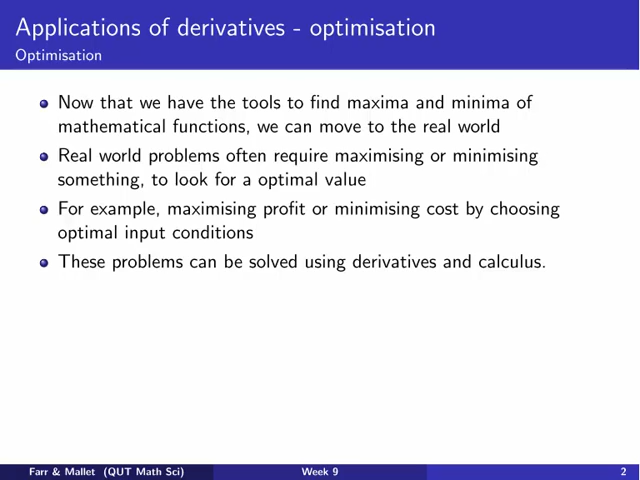 Applications of derivatives - optimisation
Optimisation
Now that we have the tools to find maxima and minima of
mathematical functions, we can move to the real world
Real world problems often require maximising or minimising
something, to look for a optimal value
For example, maximising profit or minimising cost by choosing
optimal input conditions
These problems can be solved using derivatives and calculus.
Farr & Mallet (QUT Math Sci) Week 9 2